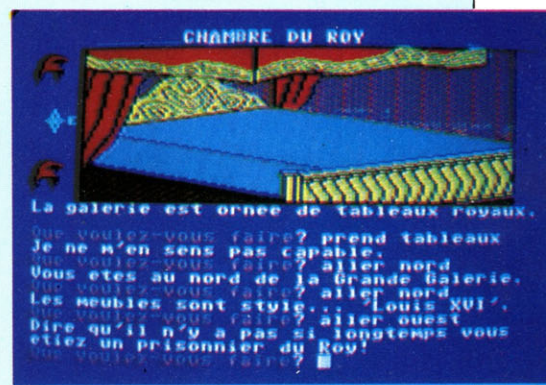 CHAMBRE DU ROY
E
La galerie est ornee de tableaux royaux.
Que voulez-vous faire? prend tableaux
Je ne m'en sens pas capable.
Que voulez-vous faire? aller nord
Vous etes au nord de la Grande Galerie.
Que voulez-vous faire? aller nord
Les meubles sont style... 'Louis XVI'.
Que voulez-vous faire? aller ouest
Dire qu'il n'y a pas si longtemps vous
etiez un prisonnier du Roy!
Que voulez-vous faire?